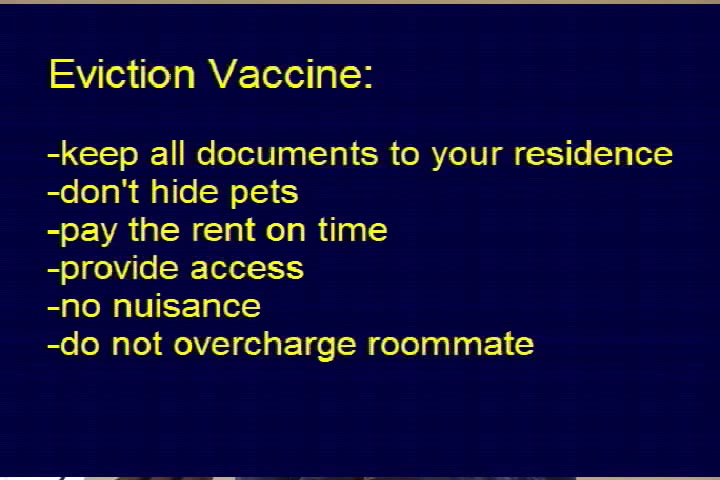 Eviction Vaccine:
-keep all documents to your residence
-don't hide pets
-pay the rent on time
-provide access
-no nuisance
-do not overcharge roommate